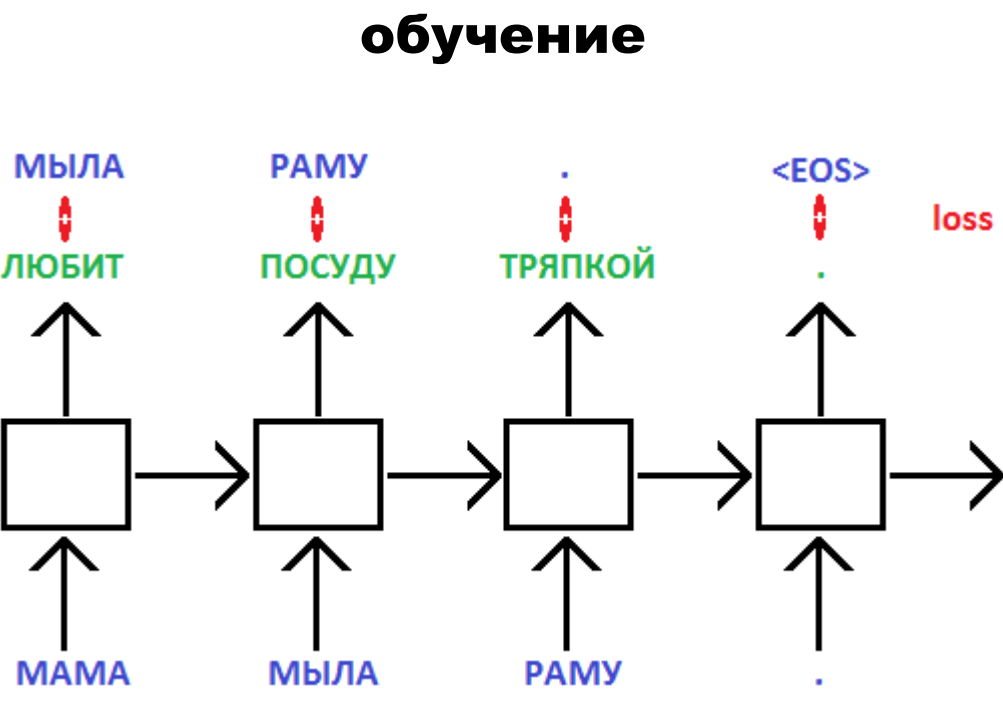 обучение
МЫЛА РАМУ . <EOS>
loss
ЛЮБИТ ПОСУДУ ТРЯПКОЙ .
МАМА МЫЛА РАМУ .